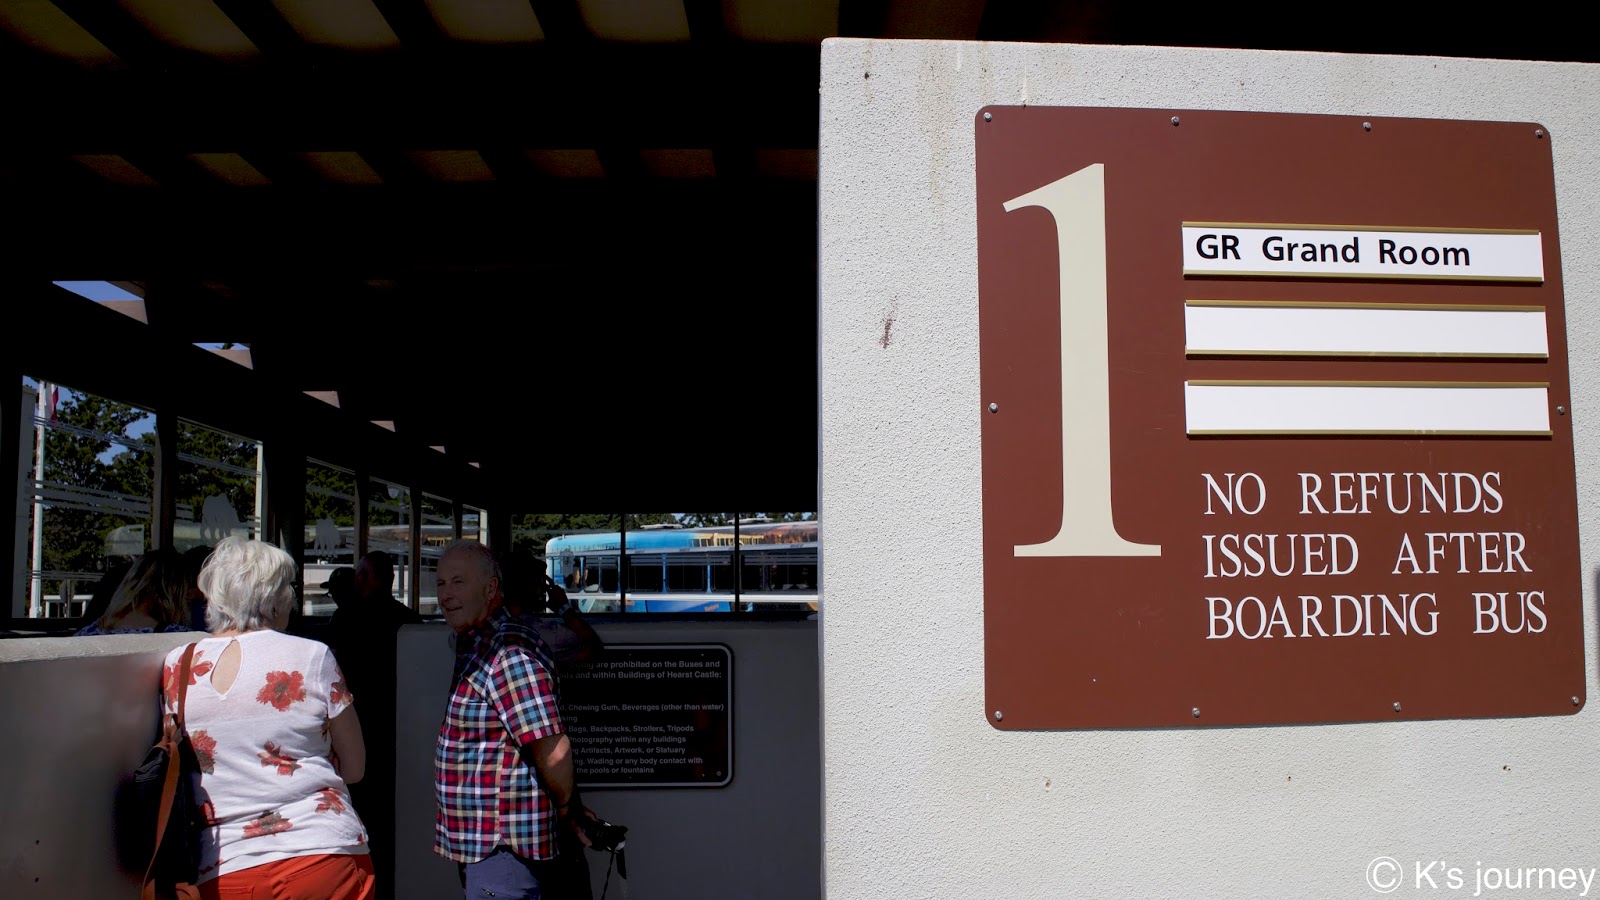 1
GR Grand Room
NO REFUNDS
ISSUED AFTER
BOARDING BUS
are prohibited on the Buses and
and within Buildings of Hearst Castle:
Chewing Gum, Beverages (other than water)
Bags, Backpacks, Strollers, Tripods
Photography within any buildings
Artifacts, Artwork, or Statuary
Wading or any body contact with
the pools or fountains
© K's journey